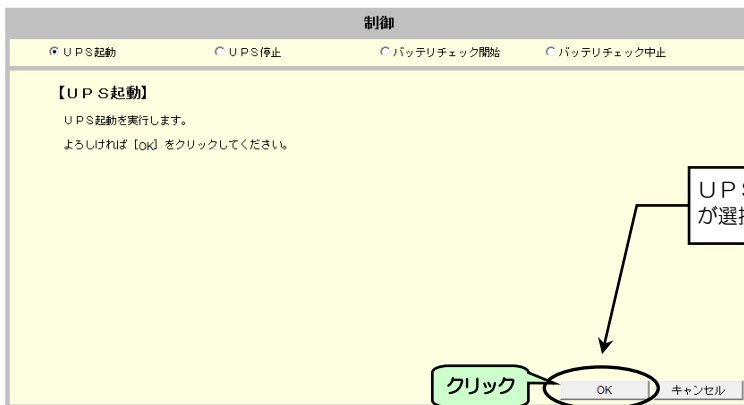 制御
UPS起動 UPS停止 バッテリチェック開始 バッテリチェック中止
【UPS起動】
UPS起動を実行します。
よろしければ［OK］をクリックしてください。
UPS
が選
クリック
OK キャンセル